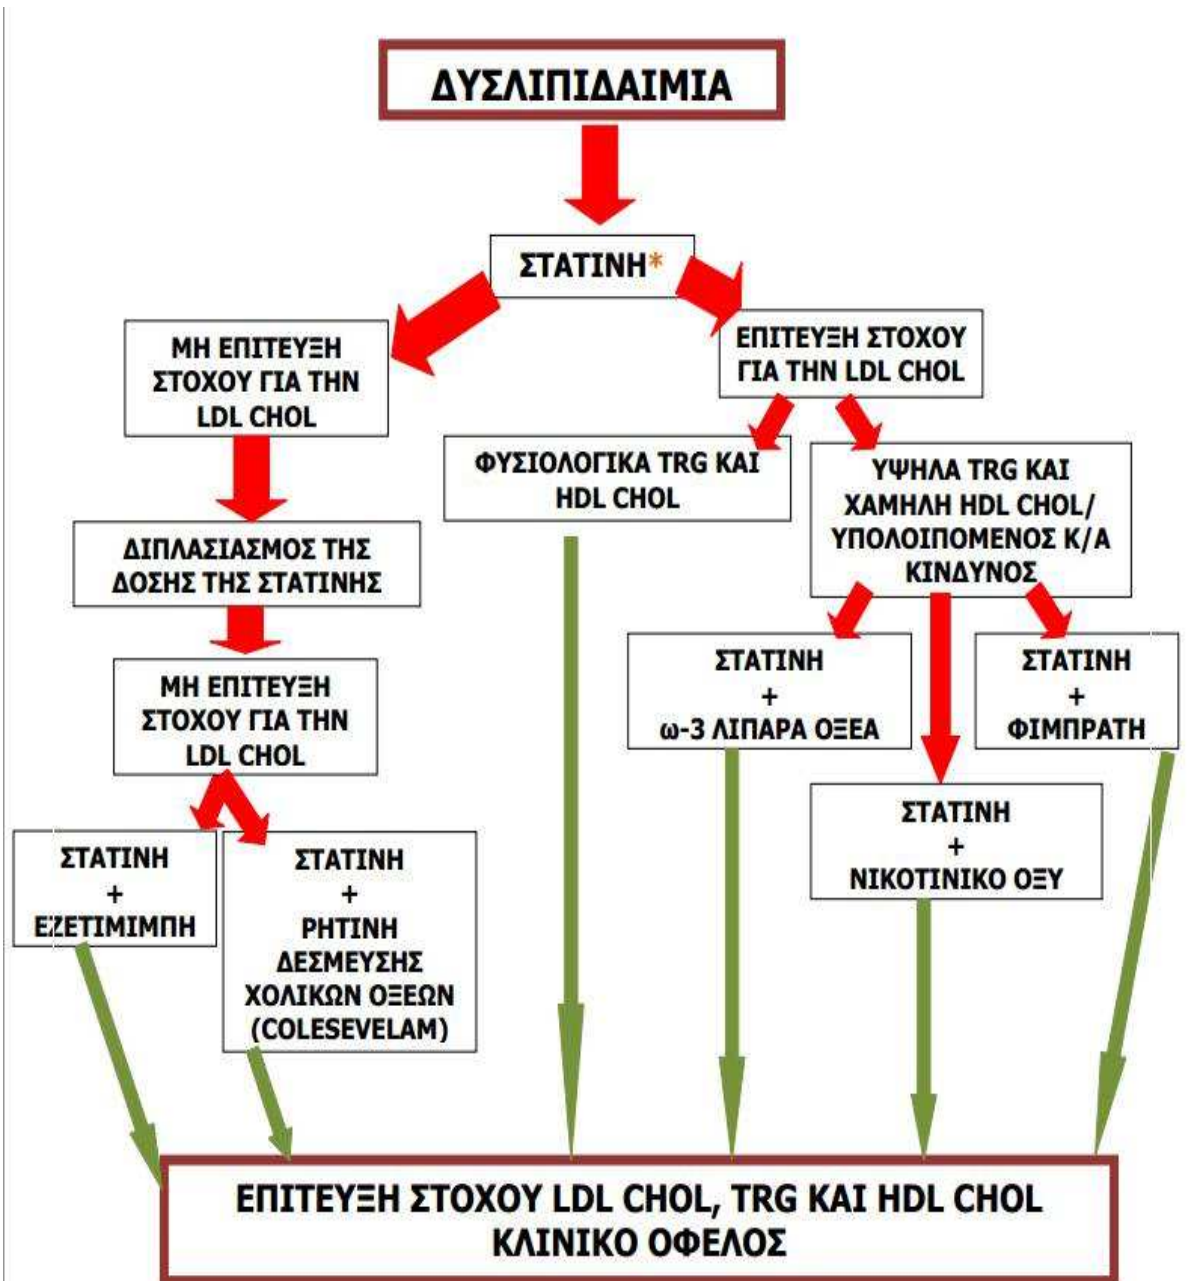 ΔΥΣΛΙΠΙΔΑΙΜΙΑ
ΣΤΑΤΙΝΗ*
ΜΗ ΕΠΙΤΕΥΞΗ
ΣΤΟΧΟΥ ΓΙΑ ΤΗΝ
LDL CHOL
ΕΠΙΤΕΥΞΗ ΣΤΟΧΟΥ
ΓΙΑ ΤΗΝ LDL CHOL
ΦΥΣΙΟΛΟΓΙΚΑ TRG ΚΑΙ
HDL CHOL
ΥΨΗΛΑ TRG ΚΑΙ
ΧΑΜΗΛΗ HDL CHOL/
ΥΠΟΛΟΙΠΟΜΕΝΟΣ Κ/Α
ΚΙΝΔΥΝΟΣ
ΔΙΠΛΑΣΙΑΣΜΟΣ ΤΗΣ
ΔΟΣΗΣ ΤΗΣ ΣΤΑΤΙΝΗΣ
ΜΗ ΕΠΙΤΕΥΞΗ
ΣΤΟΧΟΥ ΓΙΑ ΤΗΝ
LDL CHOL
ΣΤΑΤΙΝΗ
+
ω-3 ΛΙΠΑΡΑ ΟΞΕΑ
ΣΤΑΤΙΝΗ
+
ΦΙΜΠΡΑΤΗ
ΣΤΑΤΙΝΗ
+
ΝΙΚΟΤΙΝΙΚΟ ΟΞΥ
ΣΤΑΤΙΝΗ
+
ΕΖΕΤΙΜΙΜΠΗ
ΣΤΑΤΙΝΗ
+
ΡΗΤΙΝΗ
ΔΕΣΜΕΥΣΗΣ
ΧΟΛΙΚΩΝ ΟΞΕΩΝ
(COLESEVELAM)
ΕΠΙΤΕΥΞΗ ΣΤΟΧΟΥ LDL CHOL, TRG ΚΑΙ HDL CHOL
ΚΛΙΝΙΚΟ ΟΦΕΛΟΣ